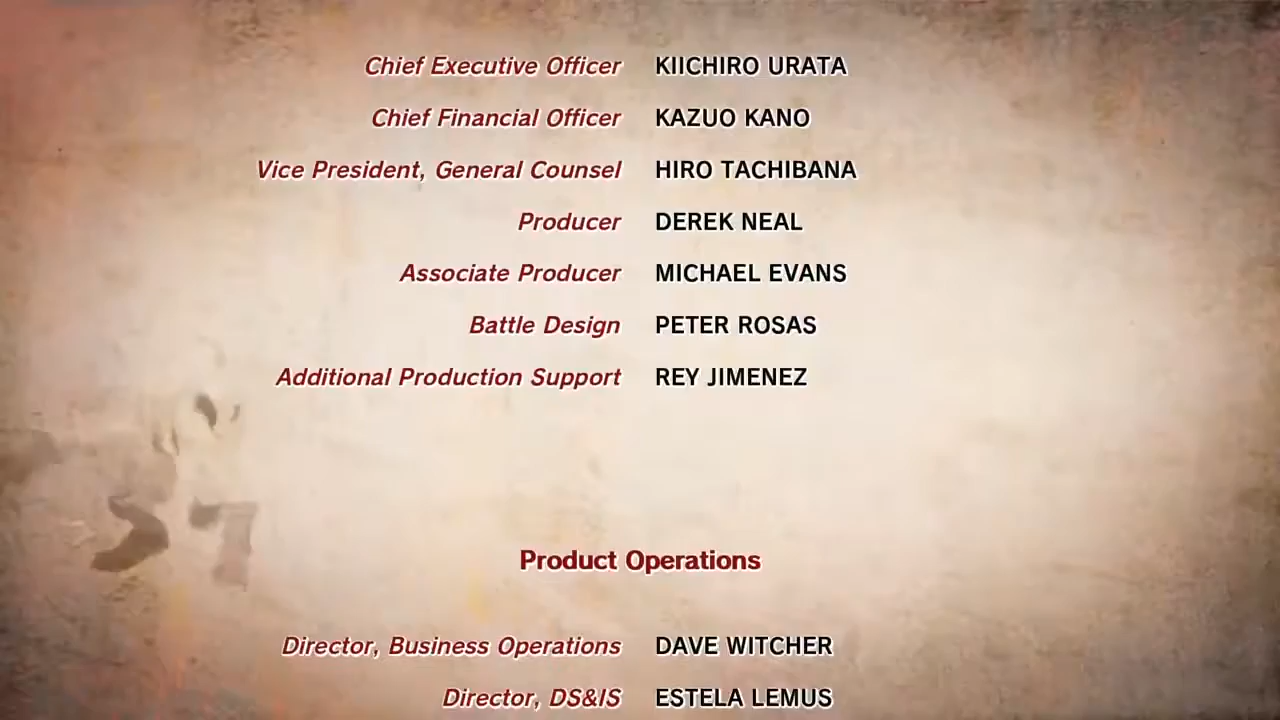 Chief Executive Officer KIICHIRO URATA
Chief Financial Officer KAZUO KANO
Vice President, General Counsel HIRO TACHIBANA
Producer DEREK NEAL
Associate Producer MICHAEL EVANS
Battle Design PETER ROSAS
Additional Production Support REY JIMENEZ
Product Operations
Director, Business Operations DAVE WITCHER
Director, DS&IS ESTELA LEMUS